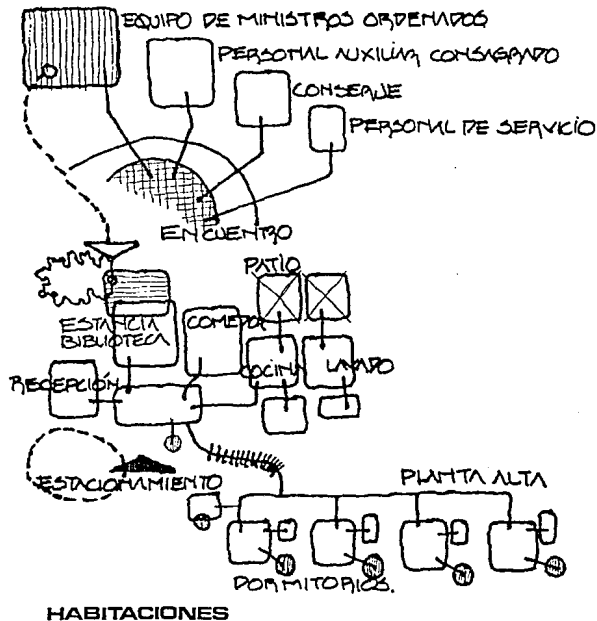 EQUIPO DE MINISTROS ORDENADOS
PERSONAL AUXILIAR CONSAGRADO
CONSERJE
PERSONAL DE SERVICIO
ENCUENTRO
PATIO
ESTANCIA
BIBLIOTECA
COMEDOR
COCINA
LAVADO
RECEPCIÓN
ESTACIONAMIENTO
PLANTA ALTA
DORMITORIOS.
HABITACIONES